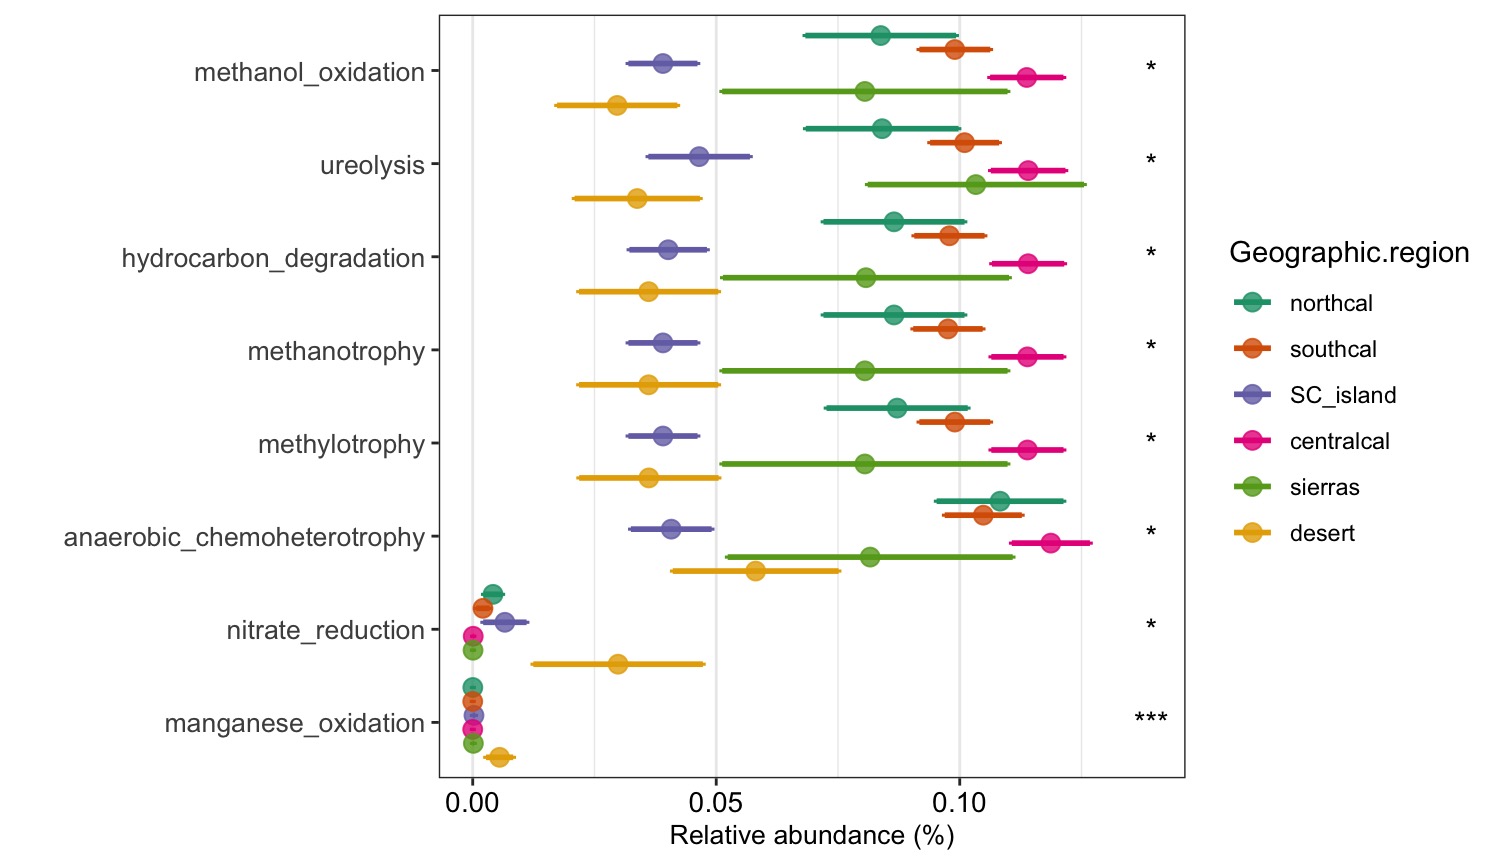 methanol_oxidation *
ureolysis *
hydrocarbon_degradation *
methanotrophy *
methylotrophy *
anaerobic_chemoheterotrophy *
nitrate_reduction *
manganese_oxidation ***
0.00 0.05 0.10
Relative abundance (%)
Geographic.region
northcal
southcal
SC_island
centralcal
sierras
desert